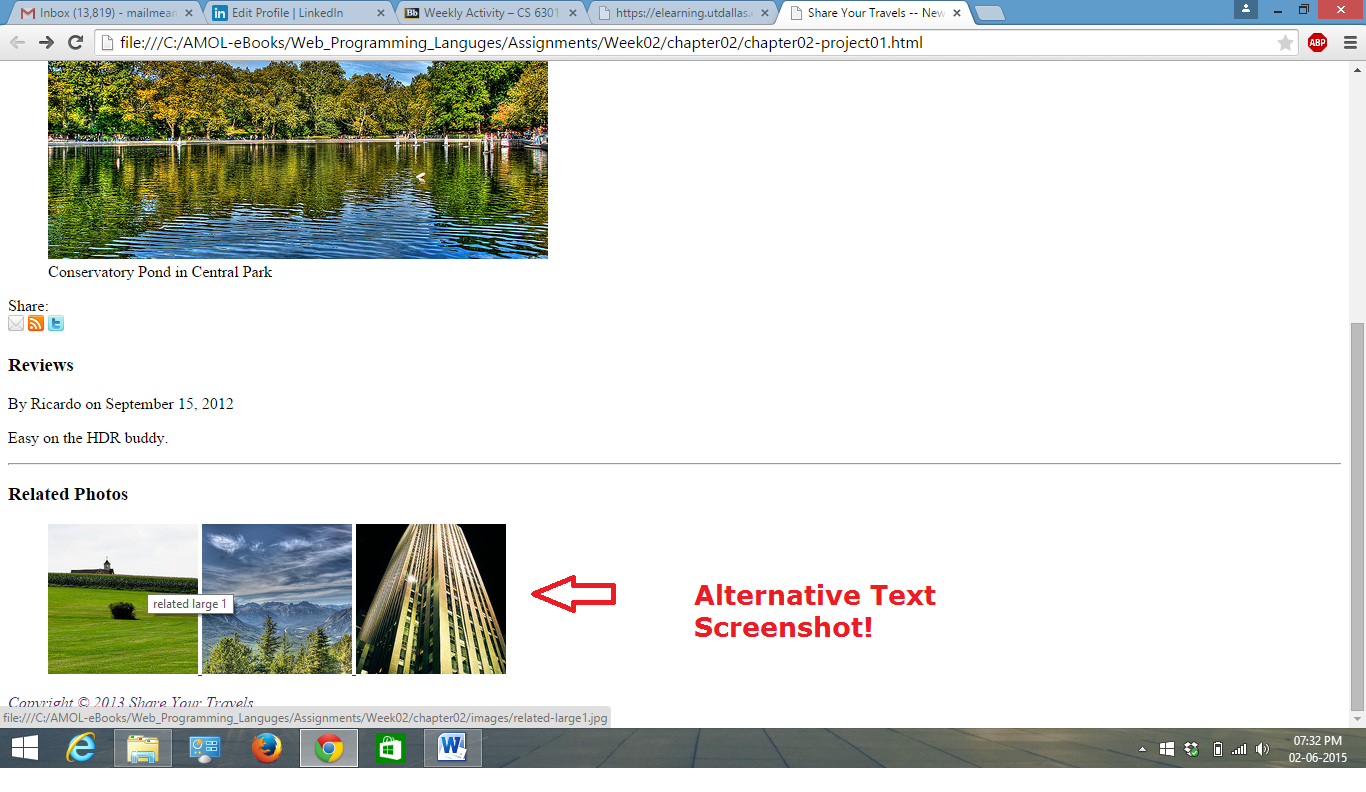 Inbox (13,819) - mailmean
Edit Profile | LinkedIn
Weekly Activity – CS 6301
https://elearning.utdallas.
Share Your Travels -- New
file:///C:/AMOL-eBooks/Web_Programming_Languges/Assignments/Week02/chapter02/chapter02-project01.html
ABP
Conservatory Pond in Central Park
Share:
Reviews
By Ricardo on September 15, 2012
Easy on the HDR buddy.
Related Photos
related large 1
Alternative Text
Screenshot!
Copyright © 2013 Share Your Travels
file:///C:/AMOL-eBooks/Web_Programming_Languges/Assignments/Week02/chapter02/images/related-large1.jpg
07:32 PM
02-06-2015